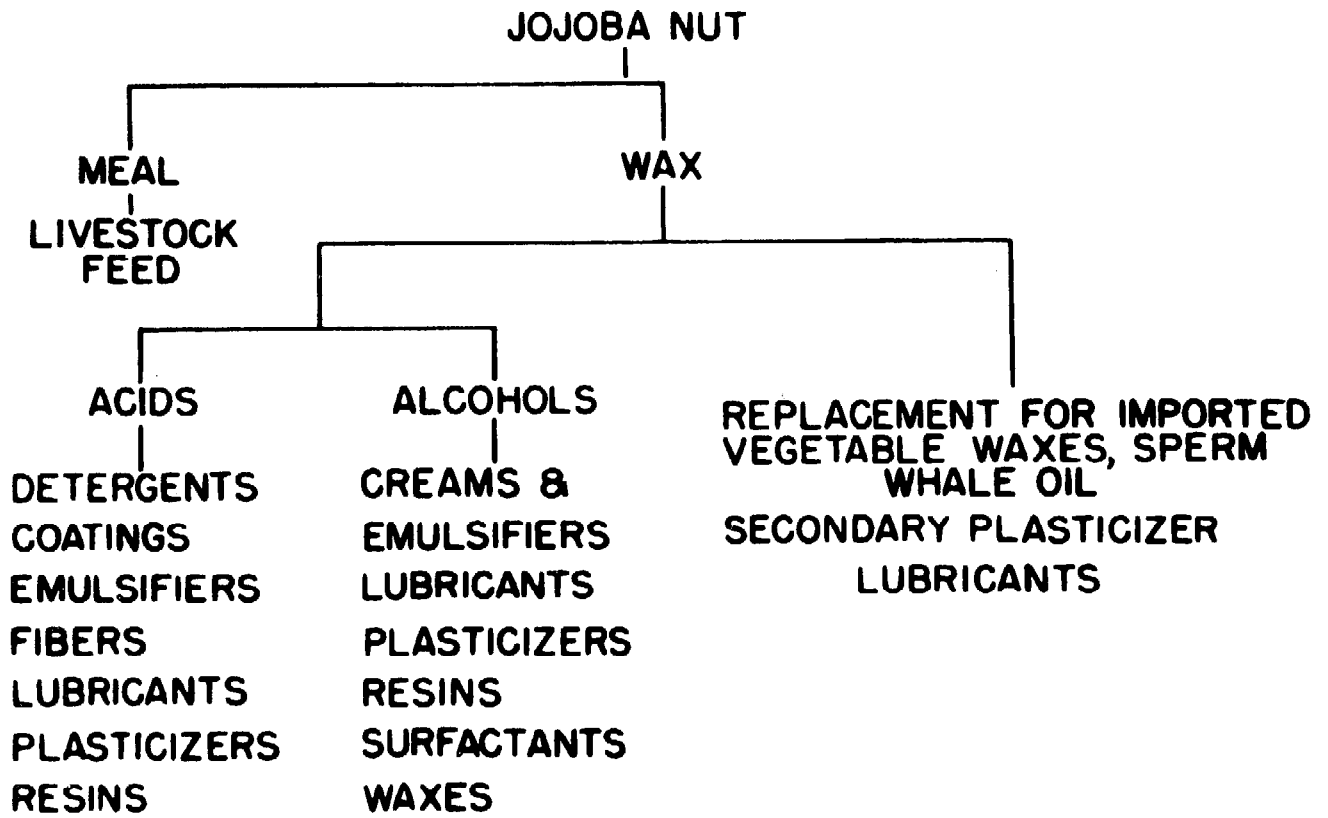 JOJOBA NUT
MEAL
LIVESTOCK
FEED
WAX
ACIDS
DETERGENTS
COATINGS
EMULSIFIERS
FIBERS
LUBRICANTS
PLASTICIZERS
RESINS
ALCOHOLS
CREAMS &
EMULSIFIERS
LUBRICANTS
PLASTICIZERS
RESINS
SURFACTANTS
WAXES
REPLACEMENT FOR IMPORTED
VEGETABLE WAXES, SPERM
WHALE OIL
SECONDARY PLASTICIZER
LUBRICANTS